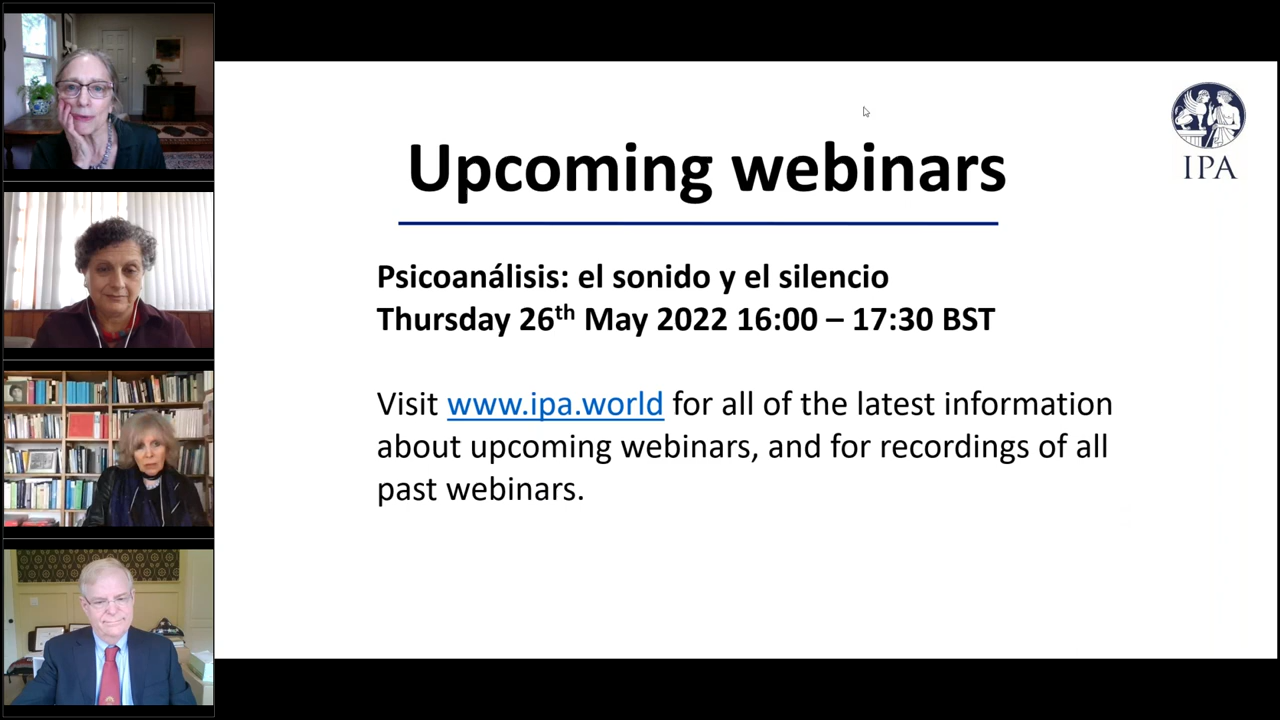 Upcoming webinars
IPA
Psicoanálisis: el sonido y el silencio
Thursday 26th May 2022 16:00 – 17:30 BST
Visit www.ipa.world for all of the latest information
about upcoming webinars, and for recordings of all
past webinars.